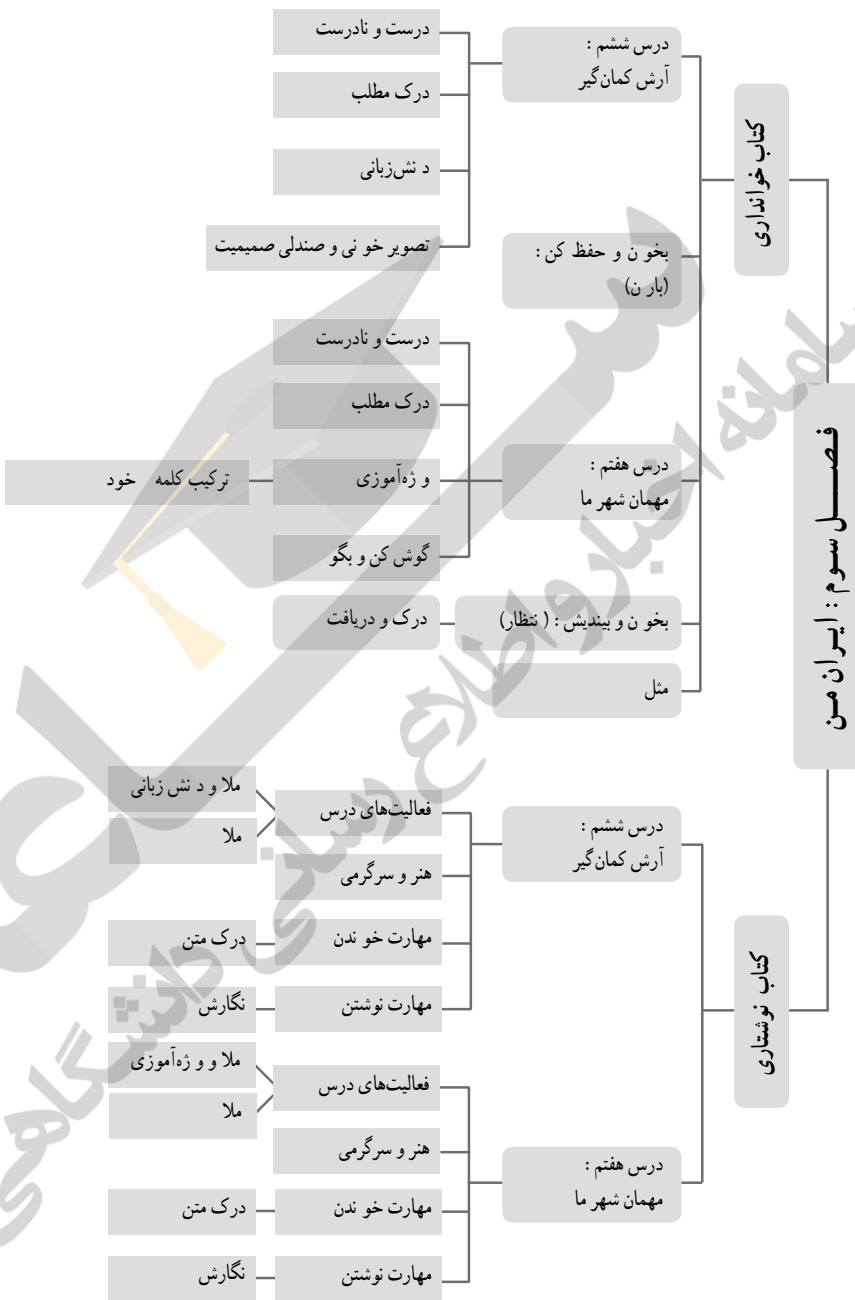 فصل سوم : ایران من
کتاب خوانداری
درس ششم :
آرش کمان‌گیر
درست و نادرست
درک مطلب
د نش‌زبانی
تصویر خو نی و صندلی صمیمیت
بخو ن و حفظ کن :
(بار ن)
درس هفتم :
مهمان شهر ما
درست و نادرست
درک مطلب
و ژه‌آموزی
ترکیب کلمه خود
گوش کن و بگو
بخو ن و بیندیش : ( نتظار)
درک و دریافت
مثل
کتاب نوشتاری
درس ششم :
آرش کمان‌گیر
فعالیت‌های درس
ملا و د نش زبانی
ملا
هنر و سرگرمی
مهارت خو ندن
درک متن
مهارت نوشتن
نگارش
درس هفتم :
مهمان شهر ما
فعالیت‌های درس
ملا و و ژه‌آموزی
ملا
هنر و سرگرمی
مهارت خو ندن
درک متن
مهارت نوشتن
نگارش